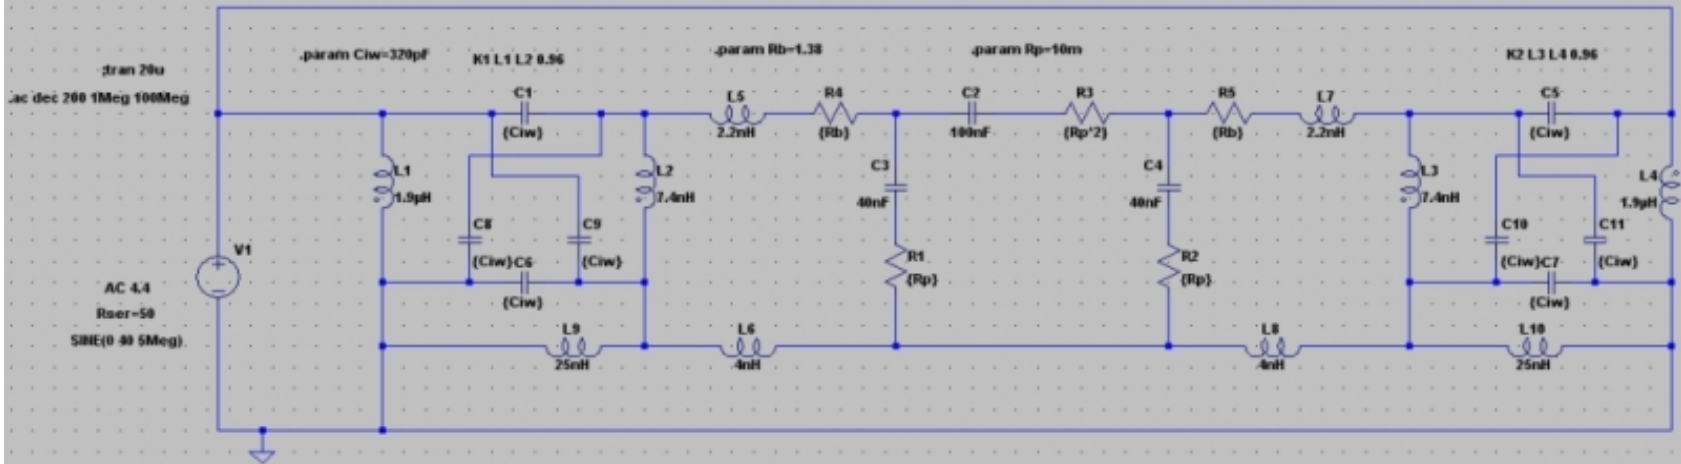 .param Ciw=320pF
K1 L1 L2 0.96
.param Rb=1.38
.param Rp=10m
K2 L3 L4 0.96
;tran 20u
.ac dec 200 1Meg 100Meg
C1
{Ciw}
L5
2.2nH
R4
{Rb}
C2
100nF
R3
{Rp*2}
R5
{Rb}
L7
2.2nH
C5
{Ciw}
L1
1.9µH
L2
7.4nH
C3
40nF
C4
40nF
L3
7.4nH
L4
1.9µH
C8
{Ciw}
C9
{Ciw}
C6
{Ciw}
R1
{Rp}
R2
{Rp}
C10
{Ciw}
C11
{Ciw}
C7
{Ciw}
V1
AC 4.4
Rser=50
SINE(0 40 5Meg)
L9
25nH
L6
4nH
L8
4nH
L10
25nH